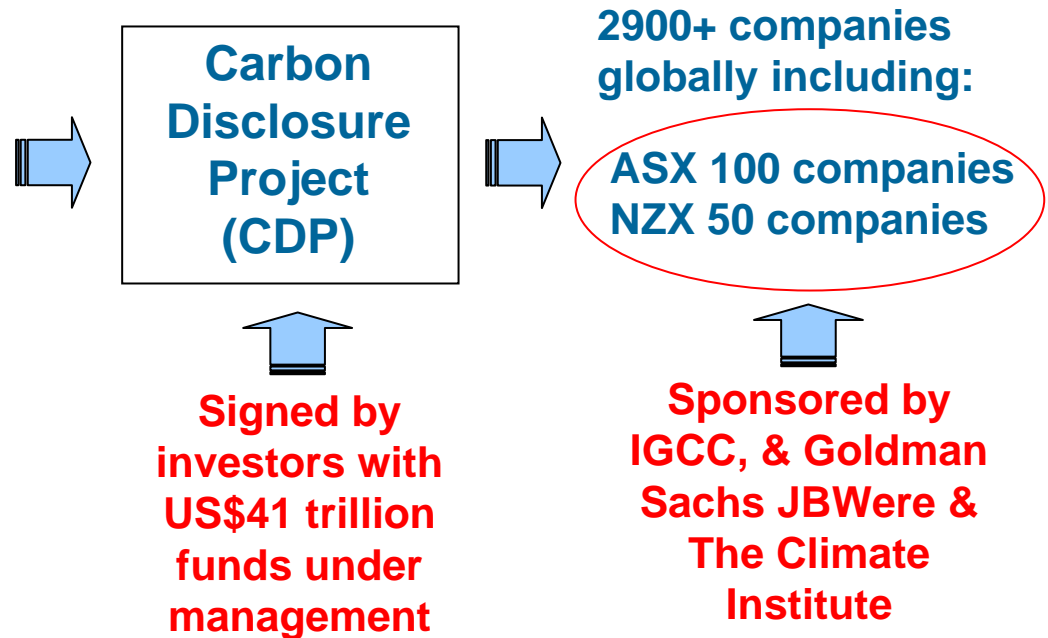 Carbon
Disclosure
Project
(CDP)
2900+ companies
globally including:
ASX 100 companies
NZX 50 companies
Signed by
investors with
US$41 trillion
funds under
management
Sponsored by
IGCC, & Goldman
Sachs JBWere &
The Climate
Institute